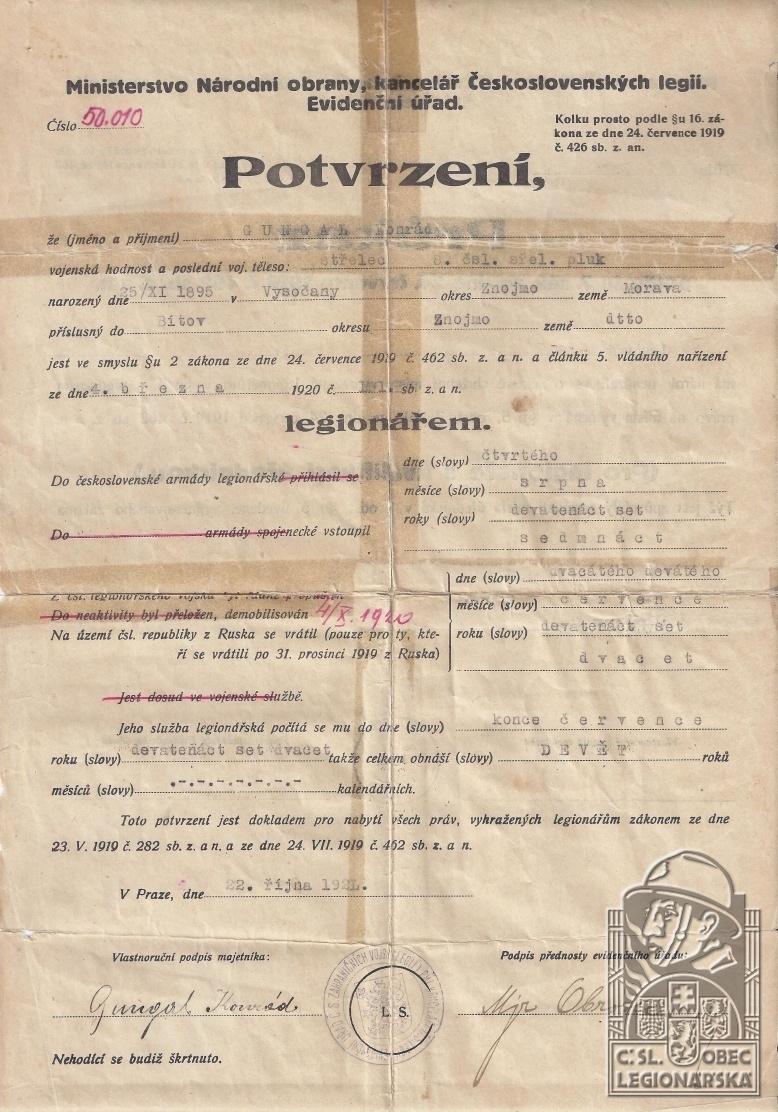 Ministerstvo Národní obrany, kancelář Československých legií.
Evidenční úřad.
Číslo 50.010
Kolku prosto podle §u 16. zá-
kona ze dne 24. července 1919
č. 426 sb. z. an.
Potvrzení,
že (jméno a příjmení) GUNGAL Konrád
vojenská hodnost a poslední voj. těleso: střelec 8. čsl. střel. pluk
narozený dne 25/XI 1895 v Vysočany okres Znojmo země Morava
příslusný do Bítov okresu Znojmo země dtto
jest ve smyslu §u 2 zákona ze dne 24. července 1919 č. 462 sb. z. a n. a článku 5. vládního nařízení
ze dne 4. března 1920 č. sb. z. a n.
legionářem.
Do československé armády legionářské přihlásil se
Do armády spojenecké vstoupil
dne (slovy) čtvrtého
měsíce (slovy) srpna
roky (slovy) devatenáct set
sedmnáct
Z čsl. legionářského vojska propuštěn
Do neaktivity byl přeložen, demobilisován 4/X. 1920
Na území čsl. republiky z Ruska se vrátil (pouze pro ty, kte-
ří se vrátili po 31. prosinci 1919 z Ruska)
dne (slovy) dvacátého devátého
měsíce (slovy) července
roku (slovy) devatenáct set
dvacet
Jest dosud ve vojenské službě.
Jeho služba legionářská počítá se mu do dne (slovy) konce července
roku (slovy) devatenáct set dvacet takže celkem obnáší (slovy) DEVĚT roků
měsíců (slovy) .-.-.-.-.-.-.- kalendářních.
Toto potvrzení jest dokladem pro nabytí všech práv, vyhražených legionářům zákonem ze dne
23. V. 1919 č. 282 sb. z. a n. a ze dne 24. VII. 1919 č. 462 sb. z. a n.
V Praze, dne 22. října 1921.
Vlastnoruční podpis majetníka:
Podpis přednosty evidenčního úřadu:
Gungal Konrád
L. S.
Mjr
Nehodící se budiž škrtnuto.
Č. SL. OBEC
LEGIONÁŘSKÁ